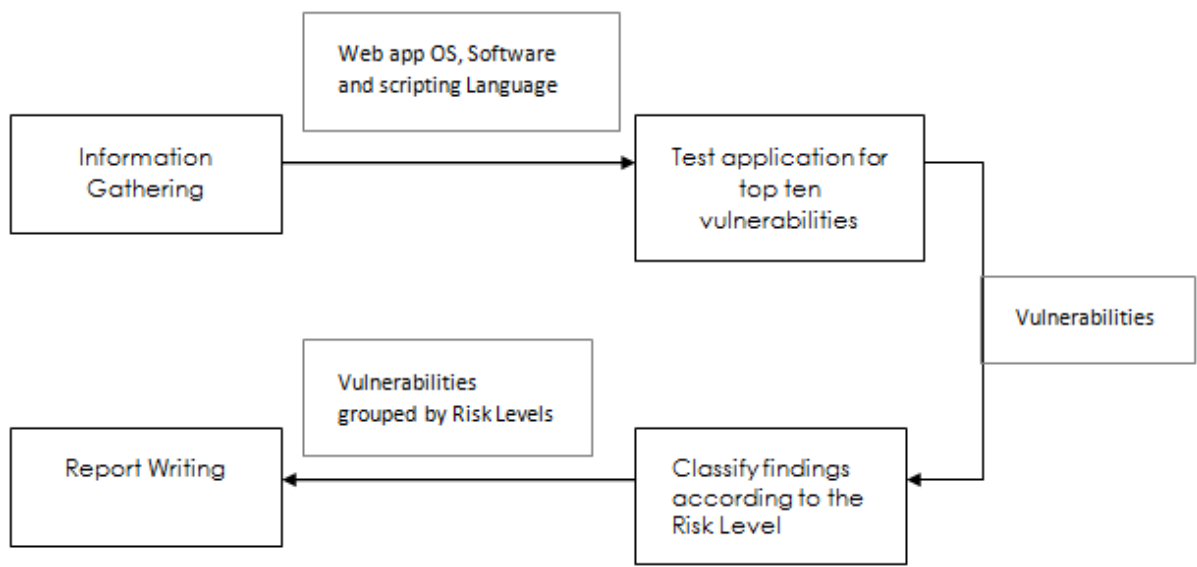 Web app OS, Software
and scripting Language
Information
Gathering
Test application for
top ten
vulnerabilities
Vulnerabilities
Vulnerabilities
grouped by Risk Levels
Classify findings
according to the
Risk Level
Report Writing